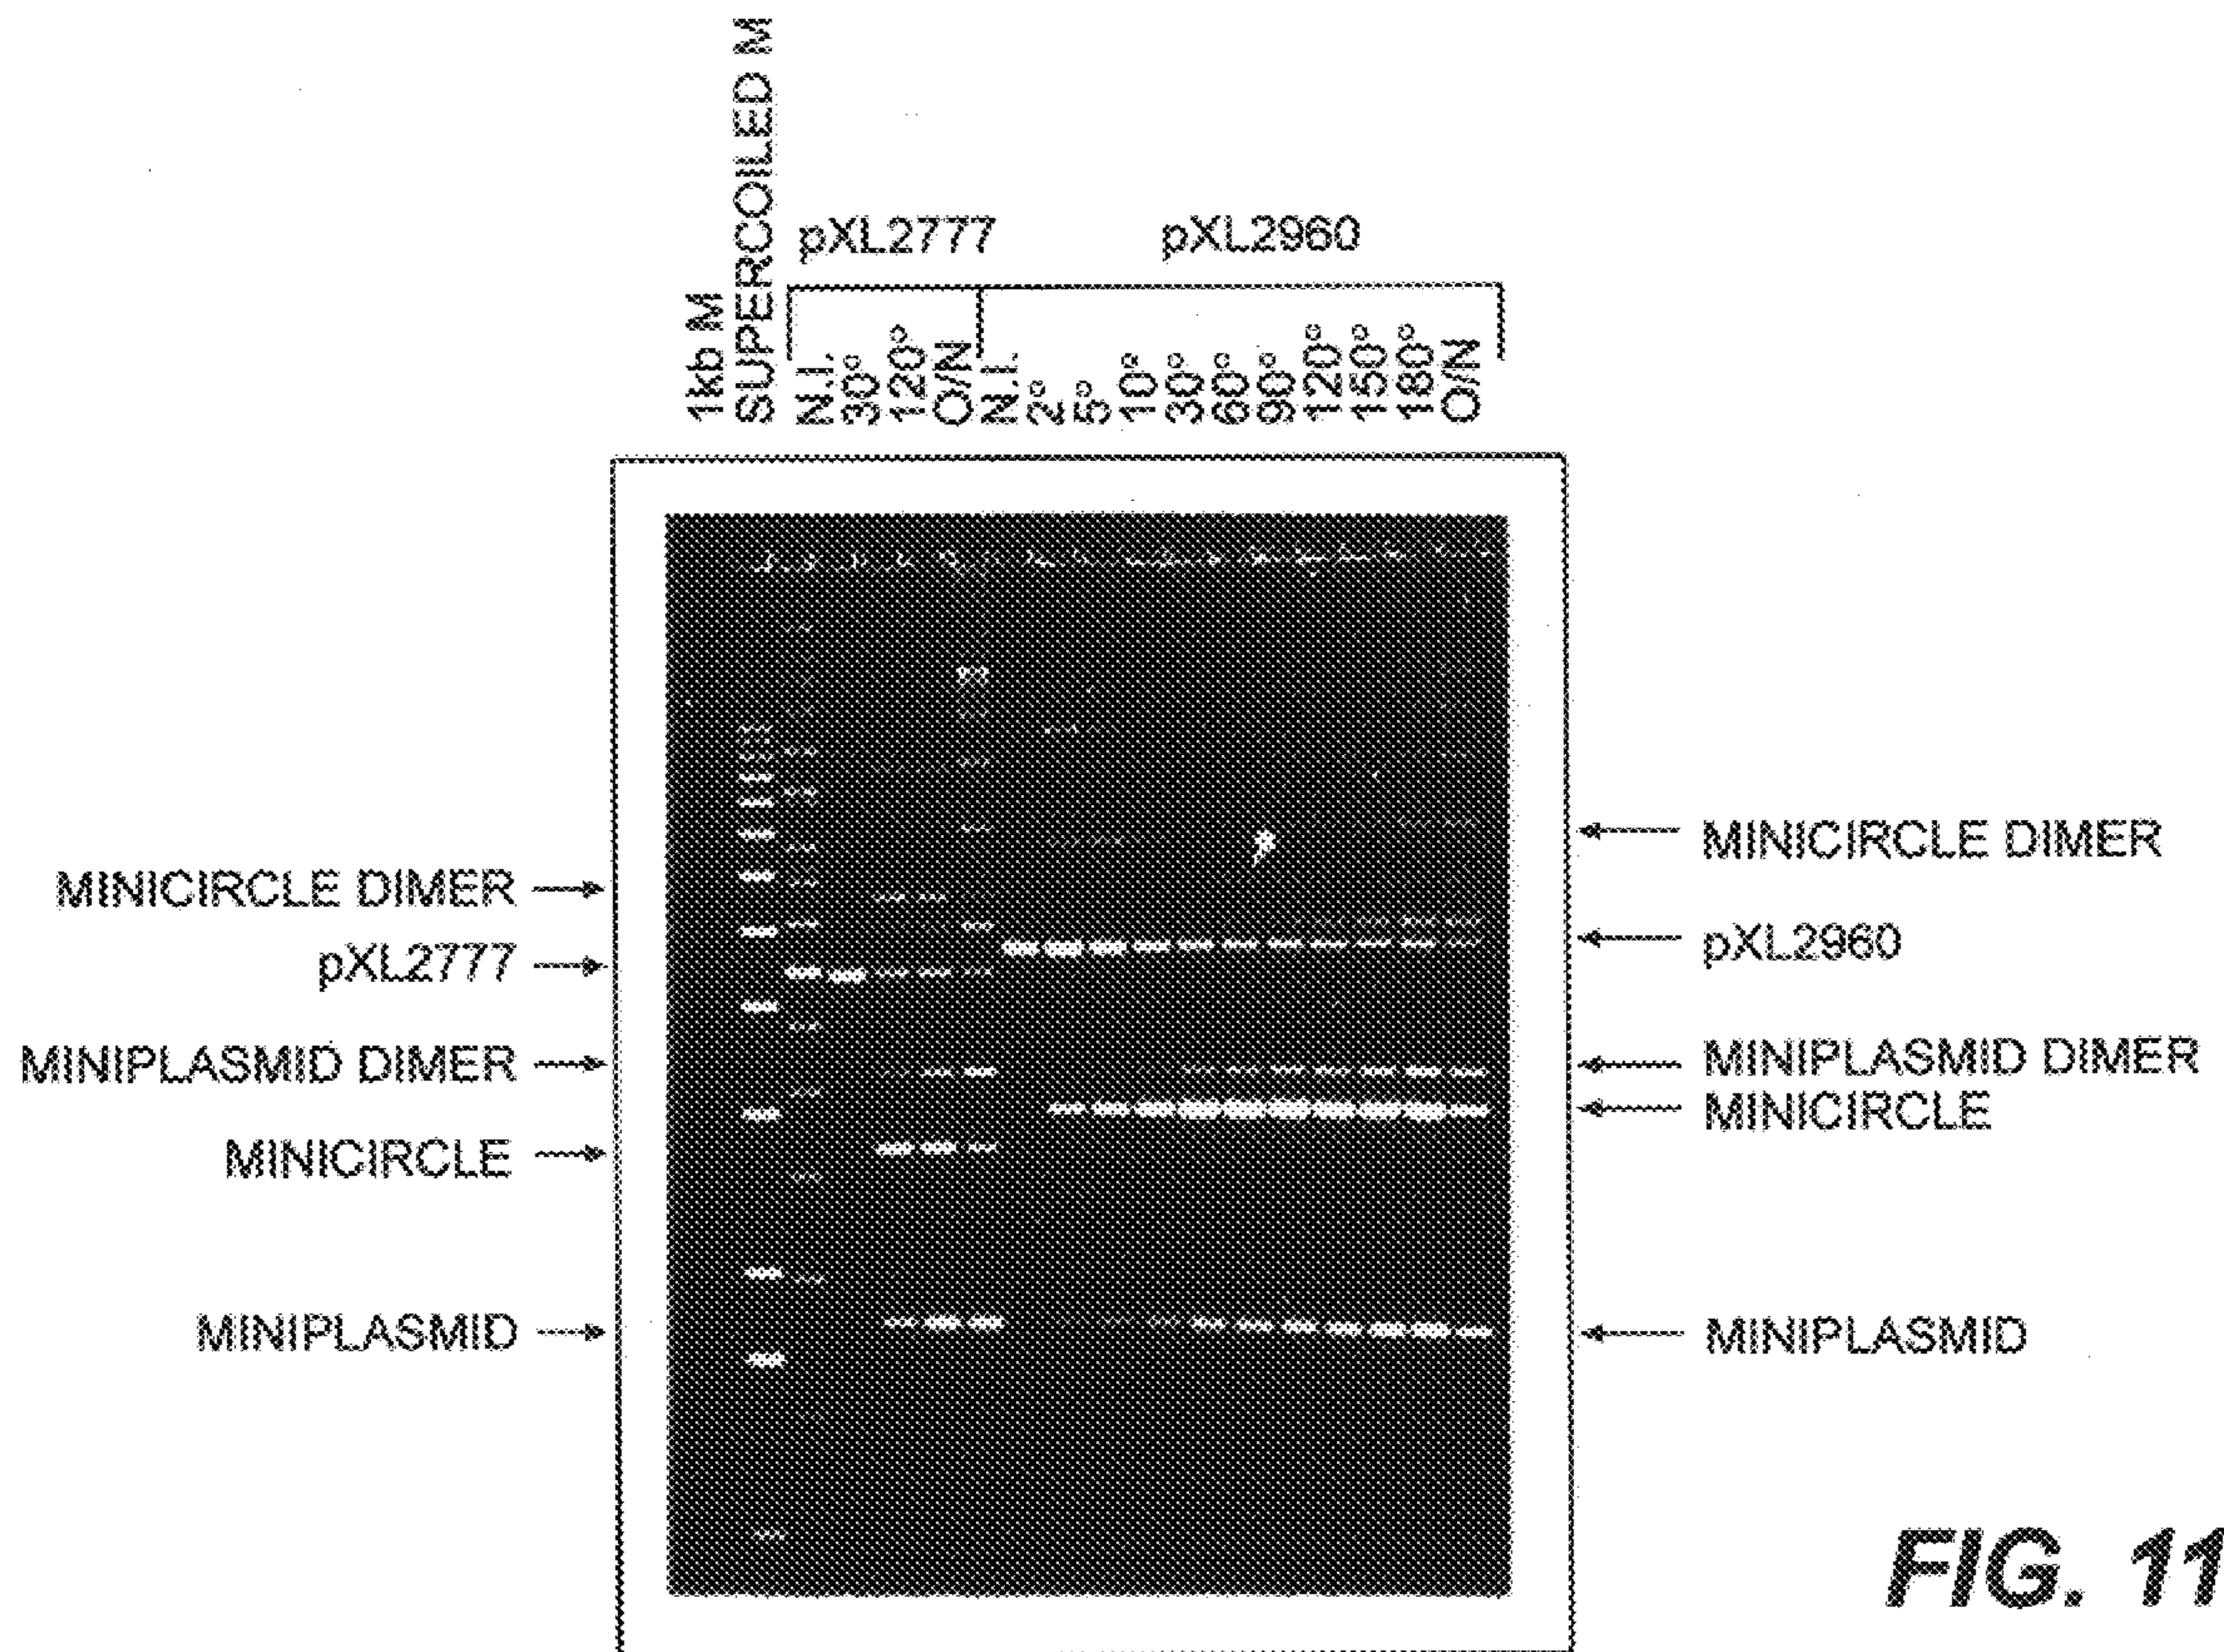 1kb M
SUPERCOILED M
pXL2777
pXL2960
N.I.
30°
120°
O/N
N.I.
2°
5°
10°
30°
60°
90°
120°
150°
180°
O/N
MINICIRCLE DIMER
pXL2777
MINIPLASMID DIMER
MINICIRCLE
MINIPLASMID
MINICIRCLE DIMER
pXL2960
MINIPLASMID DIMER
MINICIRCLE
MINIPLASMID
FIG. 11